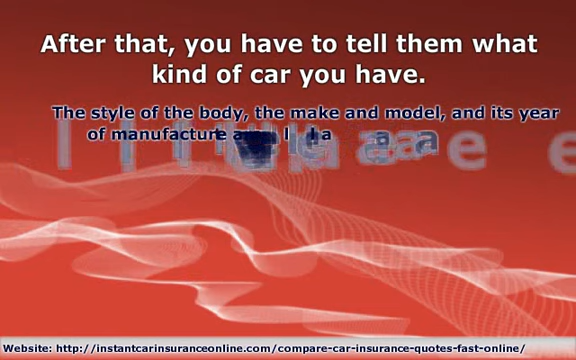 After that, you have to tell them what
kind of car you have.
The style of the body, the make and model, and its year
of manufacture
Website: http://instantcarinsuranceonline.com/compare-car-insurance-quotes-fast-online/